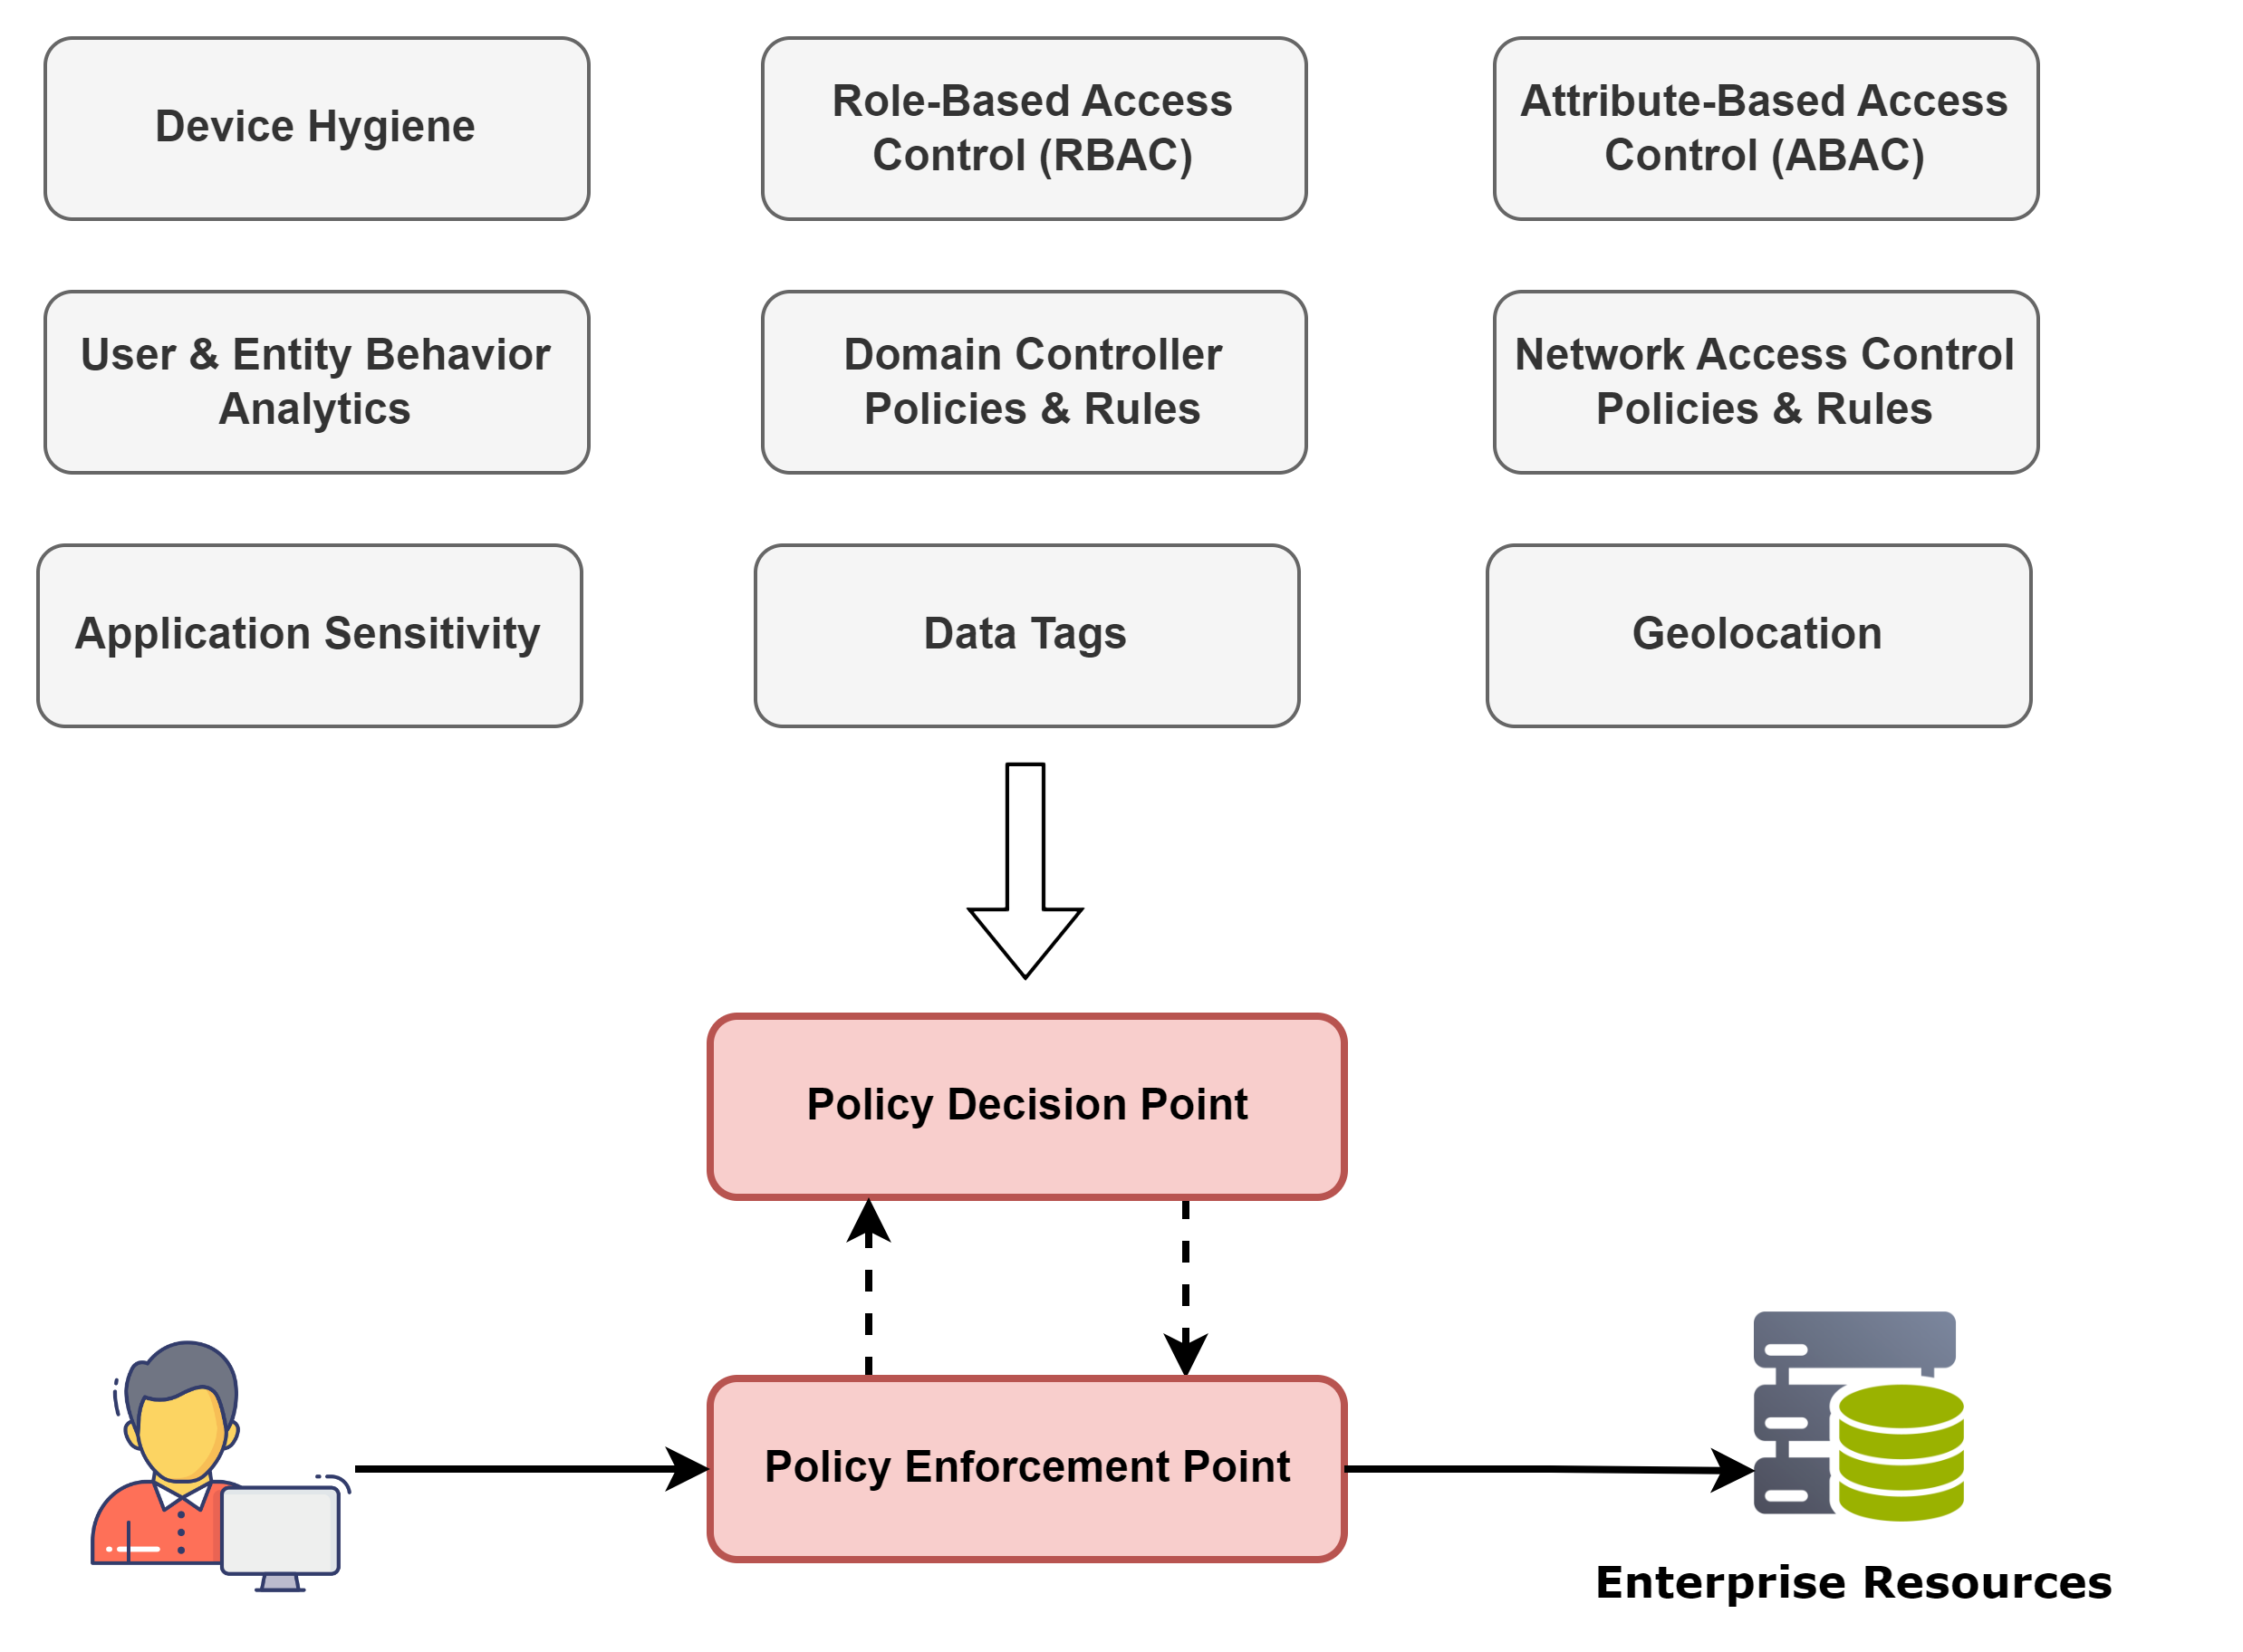 Device Hygiene
Role-Based Access
Control (RBAC)
Attribute-Based Access
Control (ABAC)
User & Entity Behavior
Analytics
Domain Controller
Policies & Rules
Network Access Control
Policies & Rules
Application Sensitivity
Data Tags
Geolocation
Policy Decision Point
Policy Enforcement Point
Enterprise Resources